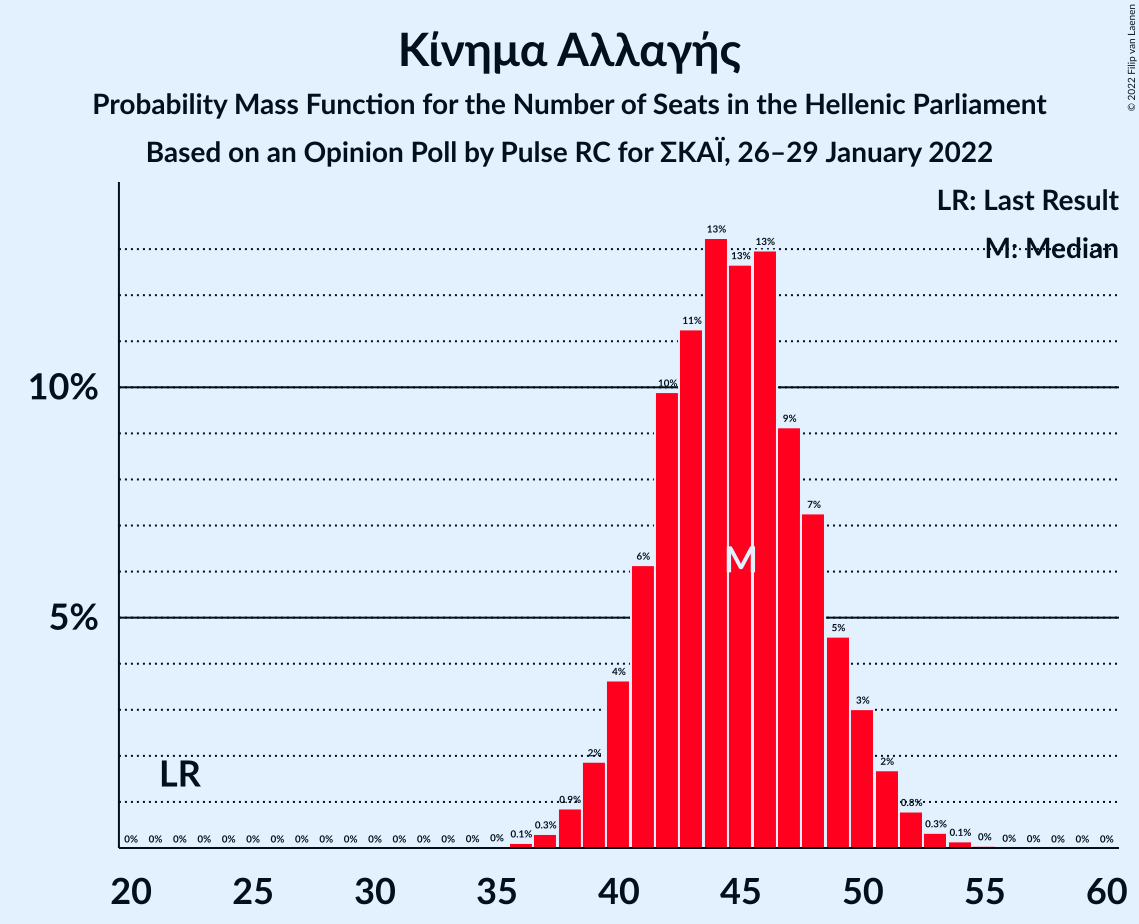 Κίνημα Αλλαγής
Probability Mass Function for the Number of Seats in the Hellenic Parliament
Based on an Opinion Poll by Pulse RC for ΣΚΑΪ, 26–29 January 2022
© 2022 Filip van Laenen
LR: Last Result
M: Median
10%
5%
LR
M
0% 0% 0% 0% 0% 0% 0% 0% 0% 0% 0% 0% 0% 0% 0% 0% 0.1% 0.3% 0.9% 2% 4% 6% 10% 11% 13% 13% 13% 9% 7% 5% 3% 2% 0.8% 0.3% 0.1% 0% 0% 0% 0% 0% 0%
20 25 30 35 40 45 50 55 60